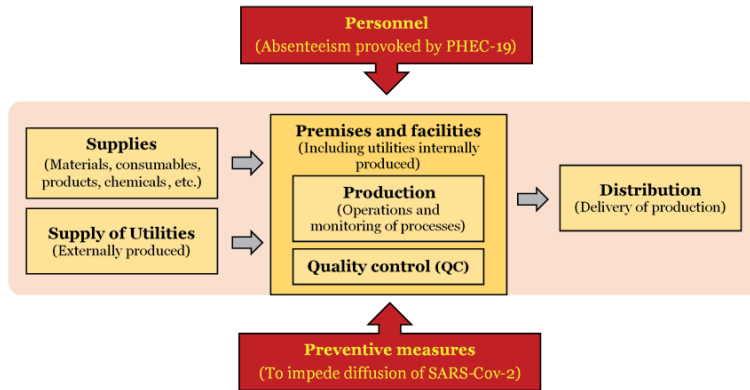 Personnel
(Absenteeism provoked by PHEC-19)
Supplies
(Materials, consumables,
products, chemicals, etc.)
Supply of Utilities
(Externally produced)
Premises and facilities
(Including utilities internally
produced)
Production
(Operations and
monitoring of processes)
Quality control (QC)
Distribution
(Delivery of production)
Preventive measures
(To impede diffusion of SARS-Cov-2)